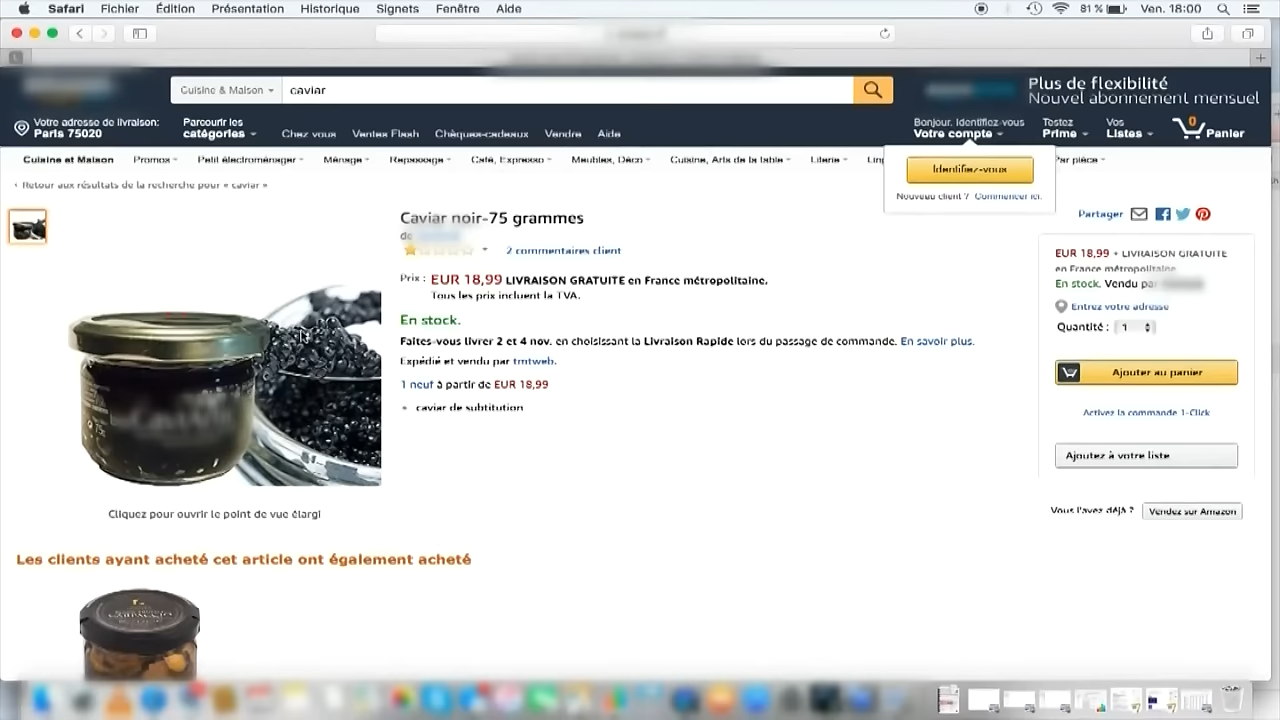 Safari Fichier Édition Présentation Historique Signets Fenêtre Aide 81 % Ven. 18:00
Cuisine & Maison caviar
Plus de flexibilité
Nouvel abonnement mensuel
Votre adresse de livraison:
Paris 75020
Parcourir les
catégories
Chez vous Ventes Flash Chèques-cadeaux Vendre Aide
Bonjour. Identifiez-vous
Votre compte
Testez
Prime
Vos
Listes
0
Panier
Cuisine et Maison Promos Petit électroménager Ménage Repassage Café, Expresso Meubles, Déco Cuisine, Arts de la table Literie Par pièce
Identifiez-vous
Nouveau client ? Commencer ici.
‹ Retour aux résultats de la recherche pour « caviar »
Caviar noir-75 grammes
de
2 commentaires client
Prix : EUR 18,99 LIVRAISON GRATUITE en France métropolitaine.
Tous les prix incluent la TVA.
En stock.
Faites-vous livrer 2 et 4 nov. en choisissant la Livraison Rapide lors du passage de commande. En savoir plus.
Expédié et vendu par tmtweb.
1 neuf à partir de EUR 18,99
caviar de subtitution
Partager
EUR 18,99 + LIVRAISON GRATUITE
en France métropolitaine
En stock. Vendu par
Entrez votre adresse
Quantité : 1
Ajouter au panier
Activez la commande 1-Click
Ajoutez à votre liste
Vous l'avez déjà ? Vendez sur Amazon
Cliquez pour ouvrir le point de vue élargi
Les clients ayant acheté cet article ont également acheté
CARPACCIO